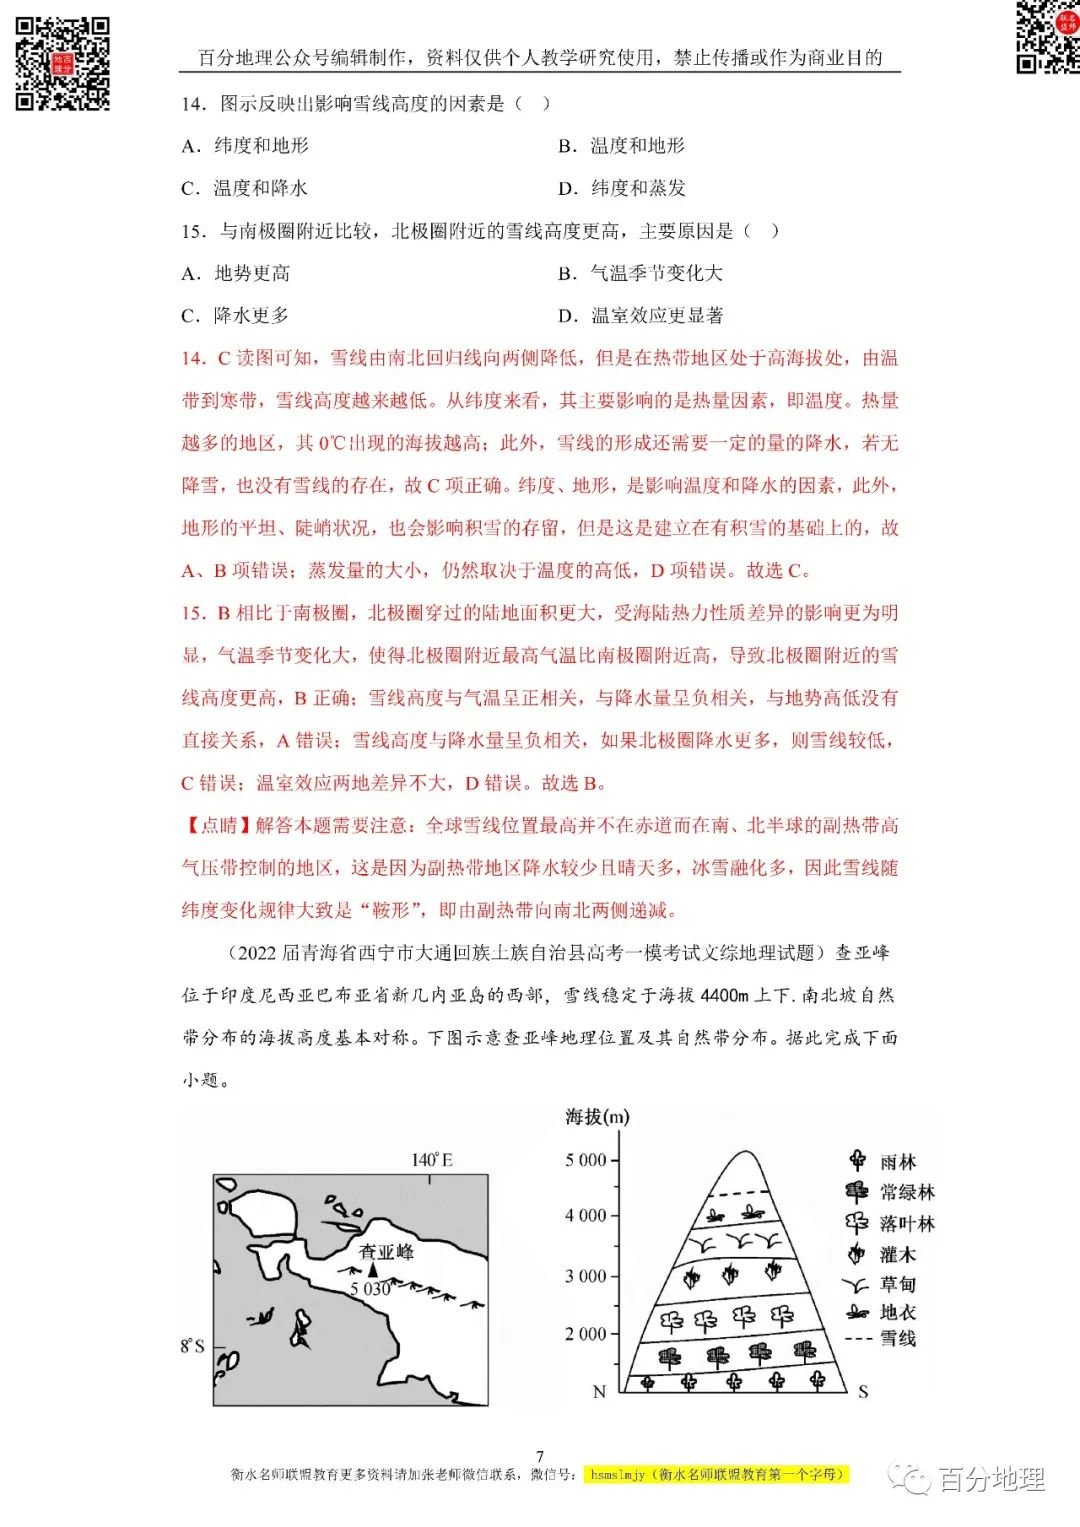 百分地理公众号编辑制作，资料仅供个人教学研究使用，禁止传播或作为商业目的
14．图示反映出影响雪线高度的因素是（　）
A．纬度和地形
B．温度和地形
C．温度和降水
D．纬度和蒸发
15．与南极圈附近比较，北极圈附近的雪线高度更高，主要原因是（　）
A．地势更高
B．气温季节变化大
C．降水更多
D．温室效应更显著
14．C 读图可知，雪线由南北回归线向两侧降低，但是在热带地区处于高海拔处，由温
带到寒带，雪线高度越来越低。从纬度来看，其主要影响的是热量因素，即温度。热量
越多的地区，其 0℃出现的海拔越高；此外，雪线的形成还需要一定的量的降水，若无
降雪，也没有雪线的存在，故 C 项正确。纬度、地形，是影响温度和降水的因素，此外，
地形的平坦、陡峭状况，也会影响积雪的存留，但是这是建立在有积雪的基础上的，故
A、B 项错误；蒸发量的大小，仍然取决于温度的高低，D 项错误。故选 C。
15．B 相比于南极圈，北极圈穿过的陆地面积更大，受海陆热力性质差异的影响更为明
显，气温季节变化大，使得北极圈附近最高气温比南极圈附近高，导致北极圈附近的雪
线高度更高，B 正确；雪线高度与气温呈正相关，与降水量呈负相关，与地势高低没有
直接关系，A 错误；雪线高度与降水量呈负相关，如果北极圈降水更多，则雪线较低，
C 错误；温室效应两地差异不大，D 错误。故选 B。
【点睛】解答本题需要注意：全球雪线位置最高并不在赤道而在南、北半球的副热带高
气压带控制的地区，这是因为副热带地区降水较少且晴天多，冰雪融化多，因此雪线随
纬度变化规律大致是“鞍形”，即由副热带向南北两侧递减。
（2022 届青海省西宁市大通回族土族自治县高考一模考试文综地理试题）查亚峰
位于印度尼西亚巴布亚省新几内亚岛的西部，雪线稳定于海拔 4400m 上下.南北坡自然
带分布的海拔高度基本对称。下图示意查亚峰地理位置及其自然带分布。据此完成下面
小题。
140°E
查亚峰
5 030
8°S
海拔(m)
5 000
4 000
3 000
2 000
N
S
雨林
常绿林
落叶林
灌木
草甸
地衣
雪线
7
衡水名师联盟教育更多资料请加张老师微信联系，微信号： hsmslmjy（衡水名师联盟教育第一个字母）
百分地理